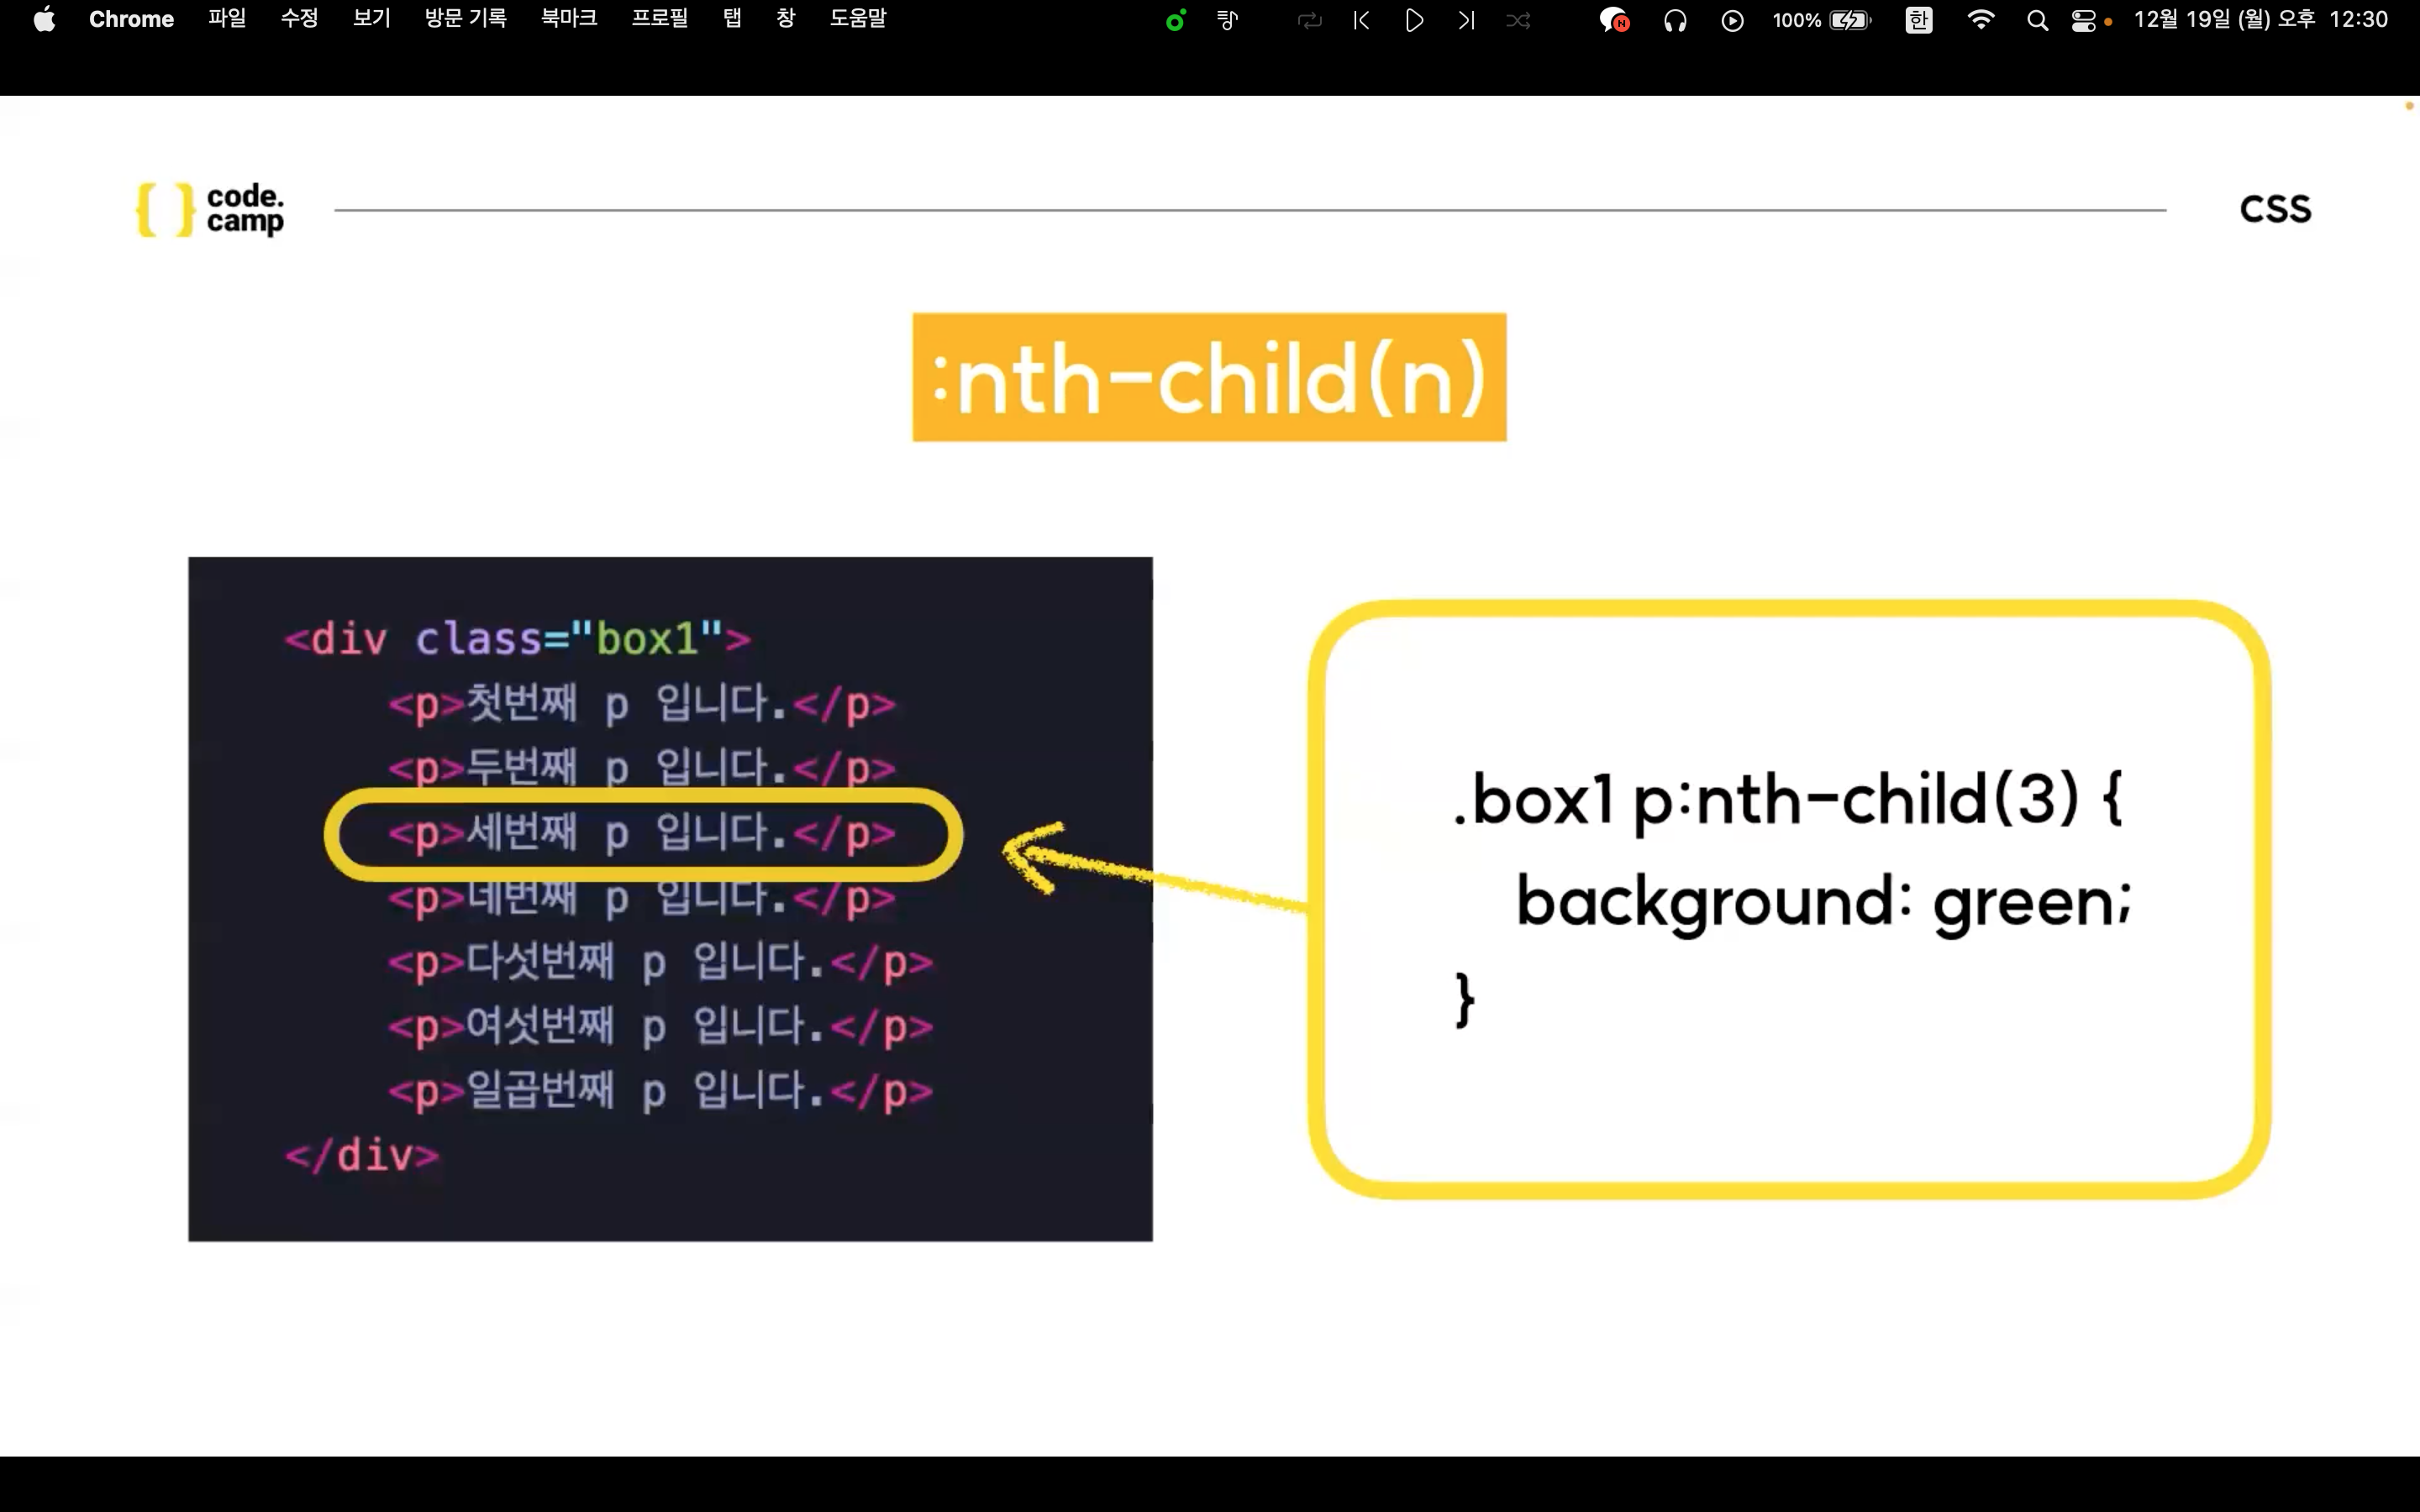 Chrome 파일 수정 보기 방문 기록 북마크 프로필 탭 창 도움말 100% 한 12월 19일 (월) 오후 12:30
{ } code.
camp
CSS
:nth-child(n)
<div class="box1">
<p>첫번째 p 입니다.</p>
<p>두번째 p 입니다.</p>
<p>세번째 p 입니다.</p>
<p>네번째 p 입니다.</p>
<p>다섯번째 p 입니다.</p>
<p>여섯번째 p 입니다.</p>
<p>일곱번째 p 입니다.</p>
</div>
.box1 p:nth-child(3) {
background: green;
}